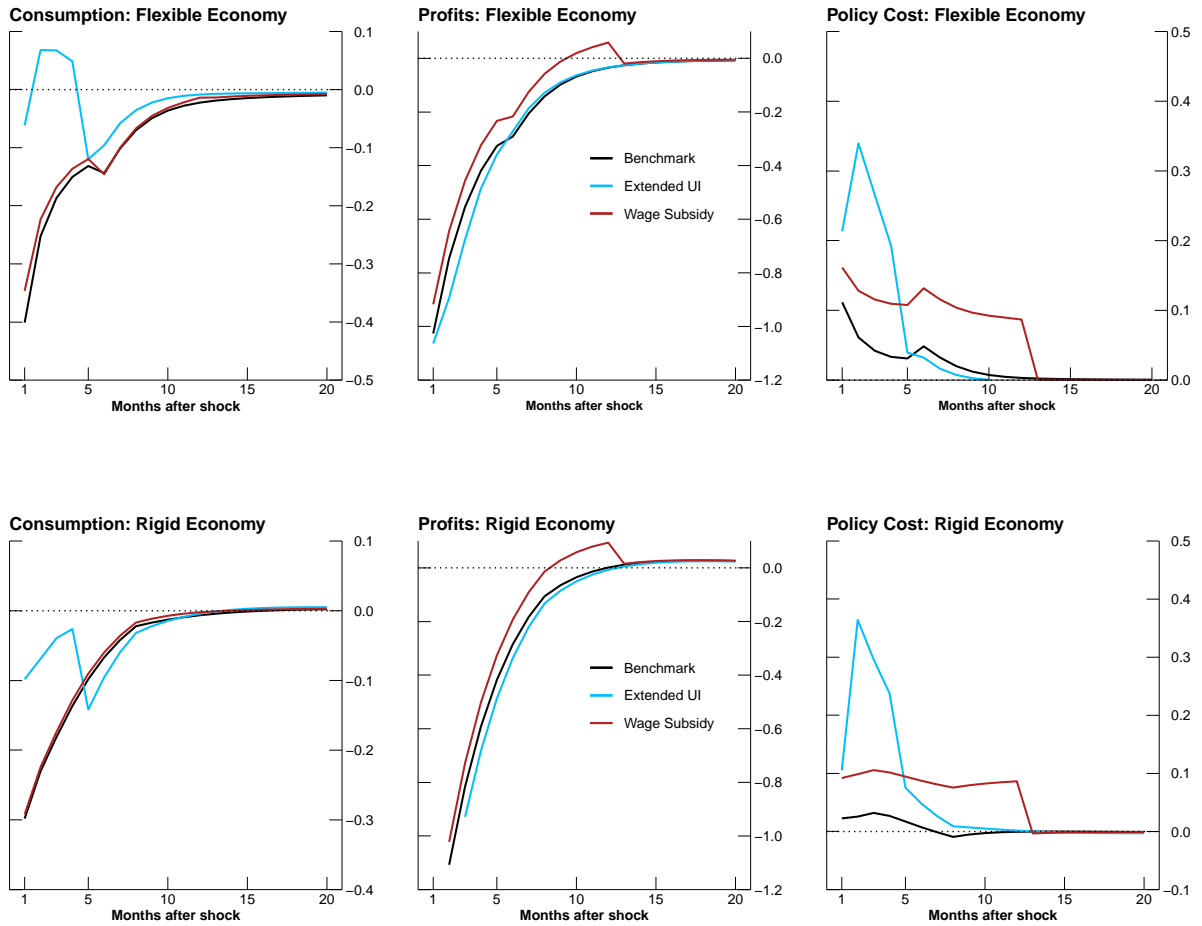 Consumption: Flexible Economy
0.1
0.0
−0.1
−0.2
−0.3
−0.4
−0.5
1 5 10 15 20
Months after shock
Profits: Flexible Economy
0.0
−0.2
−0.4
−0.6
−0.8
−1.0
−1.2
Benchmark
Extended UI
Wage Subsidy
1 5 10 15 20
Months after shock
Policy Cost: Flexible Economy
0.5
0.4
0.3
0.2
0.1
0.0
1 5 10 15 20
Months after shock
Consumption: Rigid Economy
0.1
0.0
−0.1
−0.2
−0.3
−0.4
1 5 10 15 20
Months after shock
Profits: Rigid Economy
0.0
−0.2
−0.4
−0.6
−0.8
−1.0
−1.2
Benchmark
Extended UI
Wage Subsidy
1 5 10 15 20
Months after shock
Policy Cost: Rigid Economy
0.5
0.4
0.3
0.2
0.1
0.0
−0.1
1 5 10 15 20
Months after shock